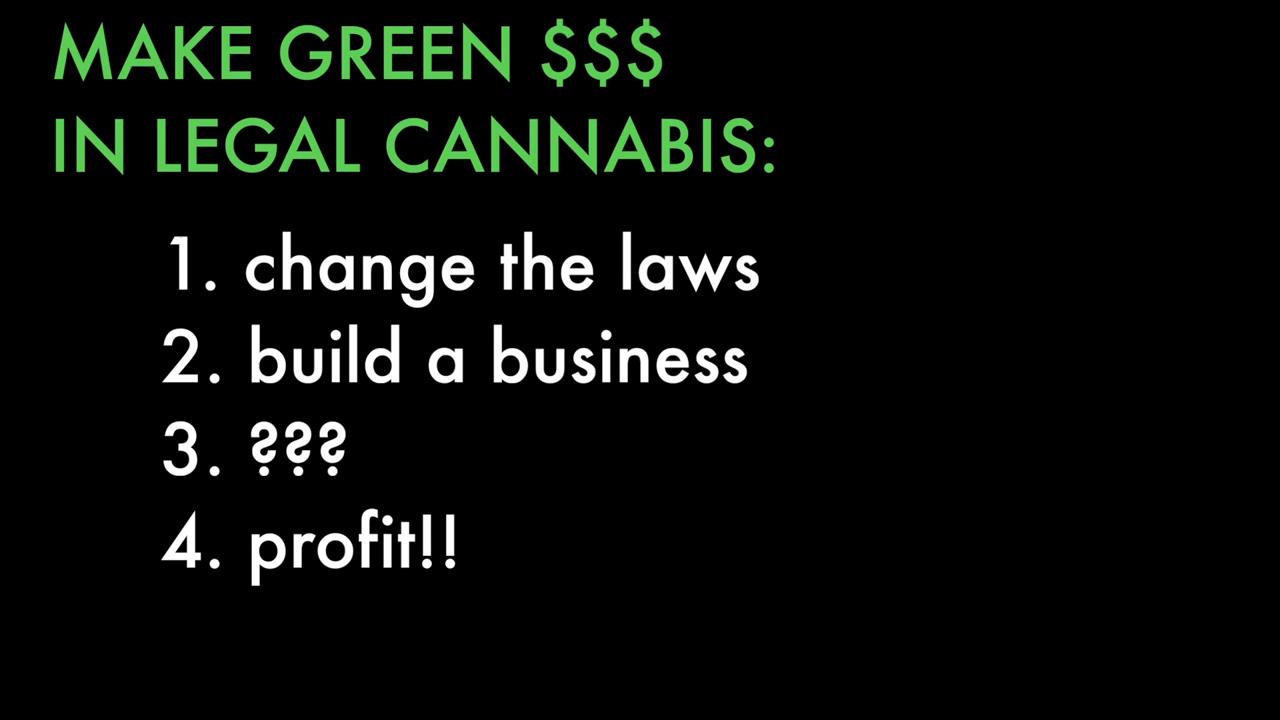 MAKE GREEN $$$
IN LEGAL CANNABIS:
1. change the laws
2. build a business
3. ???
4. profit!!